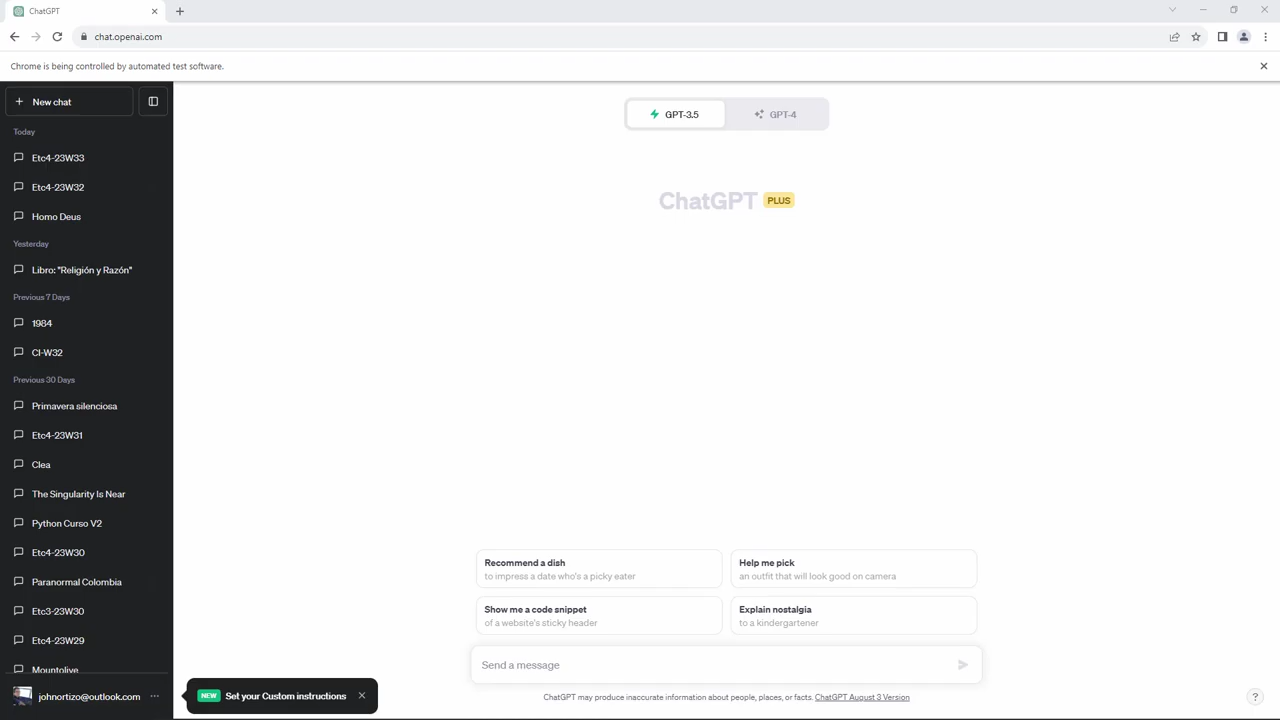 ChatGPT
chat.openai.com
Chrome is being controlled by automated test software.
New chat
Today
Etc4-23W33
Etc4-23W32
Homo Deus
Yesterday
Libro: "Religión y Razón"
Previous 7 Days
1984
CI-W32
Previous 30 Days
Primavera silenciosa
Etc4-23W31
Clea
The Singularity Is Near
Python Curso V2
Etc4-23W30
Paranormal Colombia
Etc3-23W30
Etc4-23W29
Mountolive
johnortizo@outlook.com
NEW Set your Custom instructions
GPT-3.5
GPT-4
ChatGPT PLUS
Recommend a dish
to impress a date who's a picky eater
Help me pick
an outfit that will look good on camera
Show me a code snippet
of a website's sticky header
Explain nostalgia
to a kindergartener
Send a message
ChatGPT may produce inaccurate information about people, places, or facts. ChatGPT August 3 Version
?